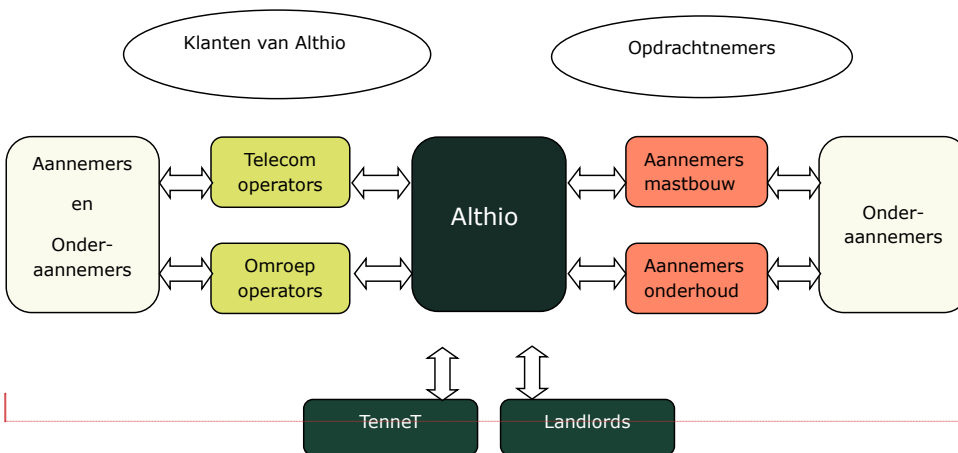 Klanten van Althio
Opdrachtnemers
Aannemers
en
Onder-
aannemers
Telecom
operators
Omroep
operators
Althio
Aannemers
mastbouw
Aannemers
onderhoud
Onder-
aannemers
TenneT
Landlords